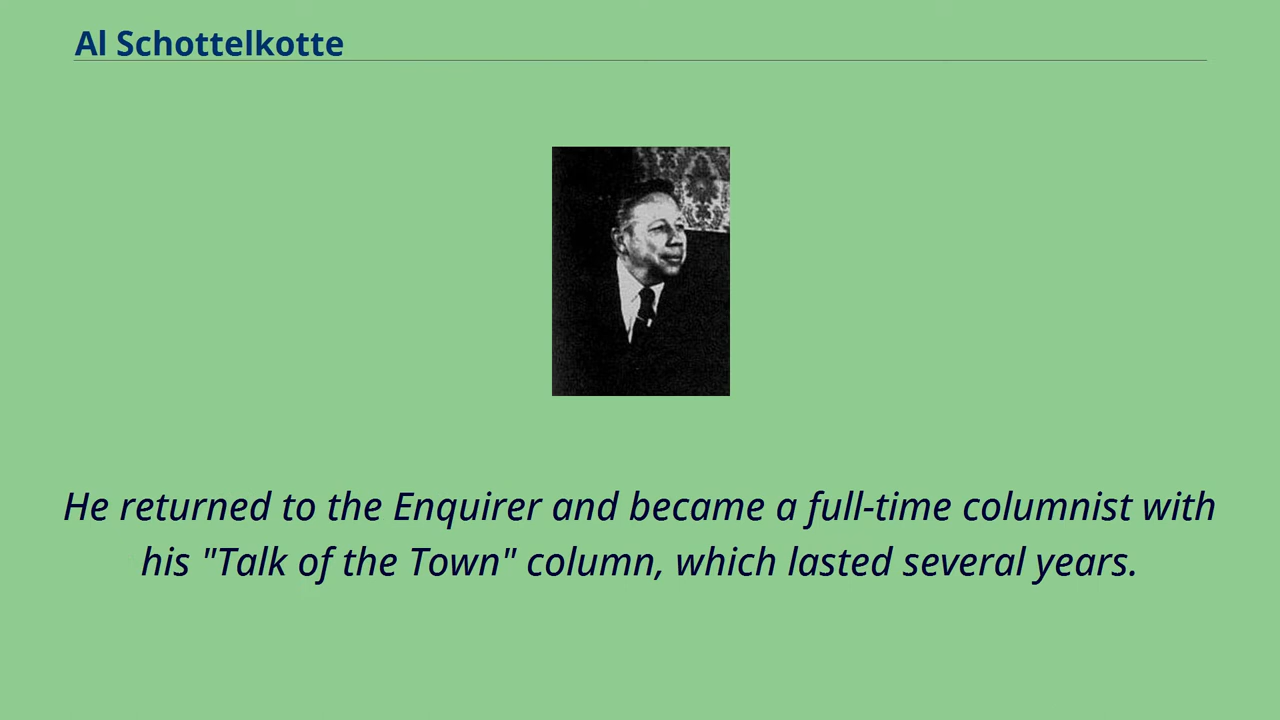 Al Schottelkotte
He returned to the Enquirer and became a full-time columnist with
his "Talk of the Town" column, which lasted several years.